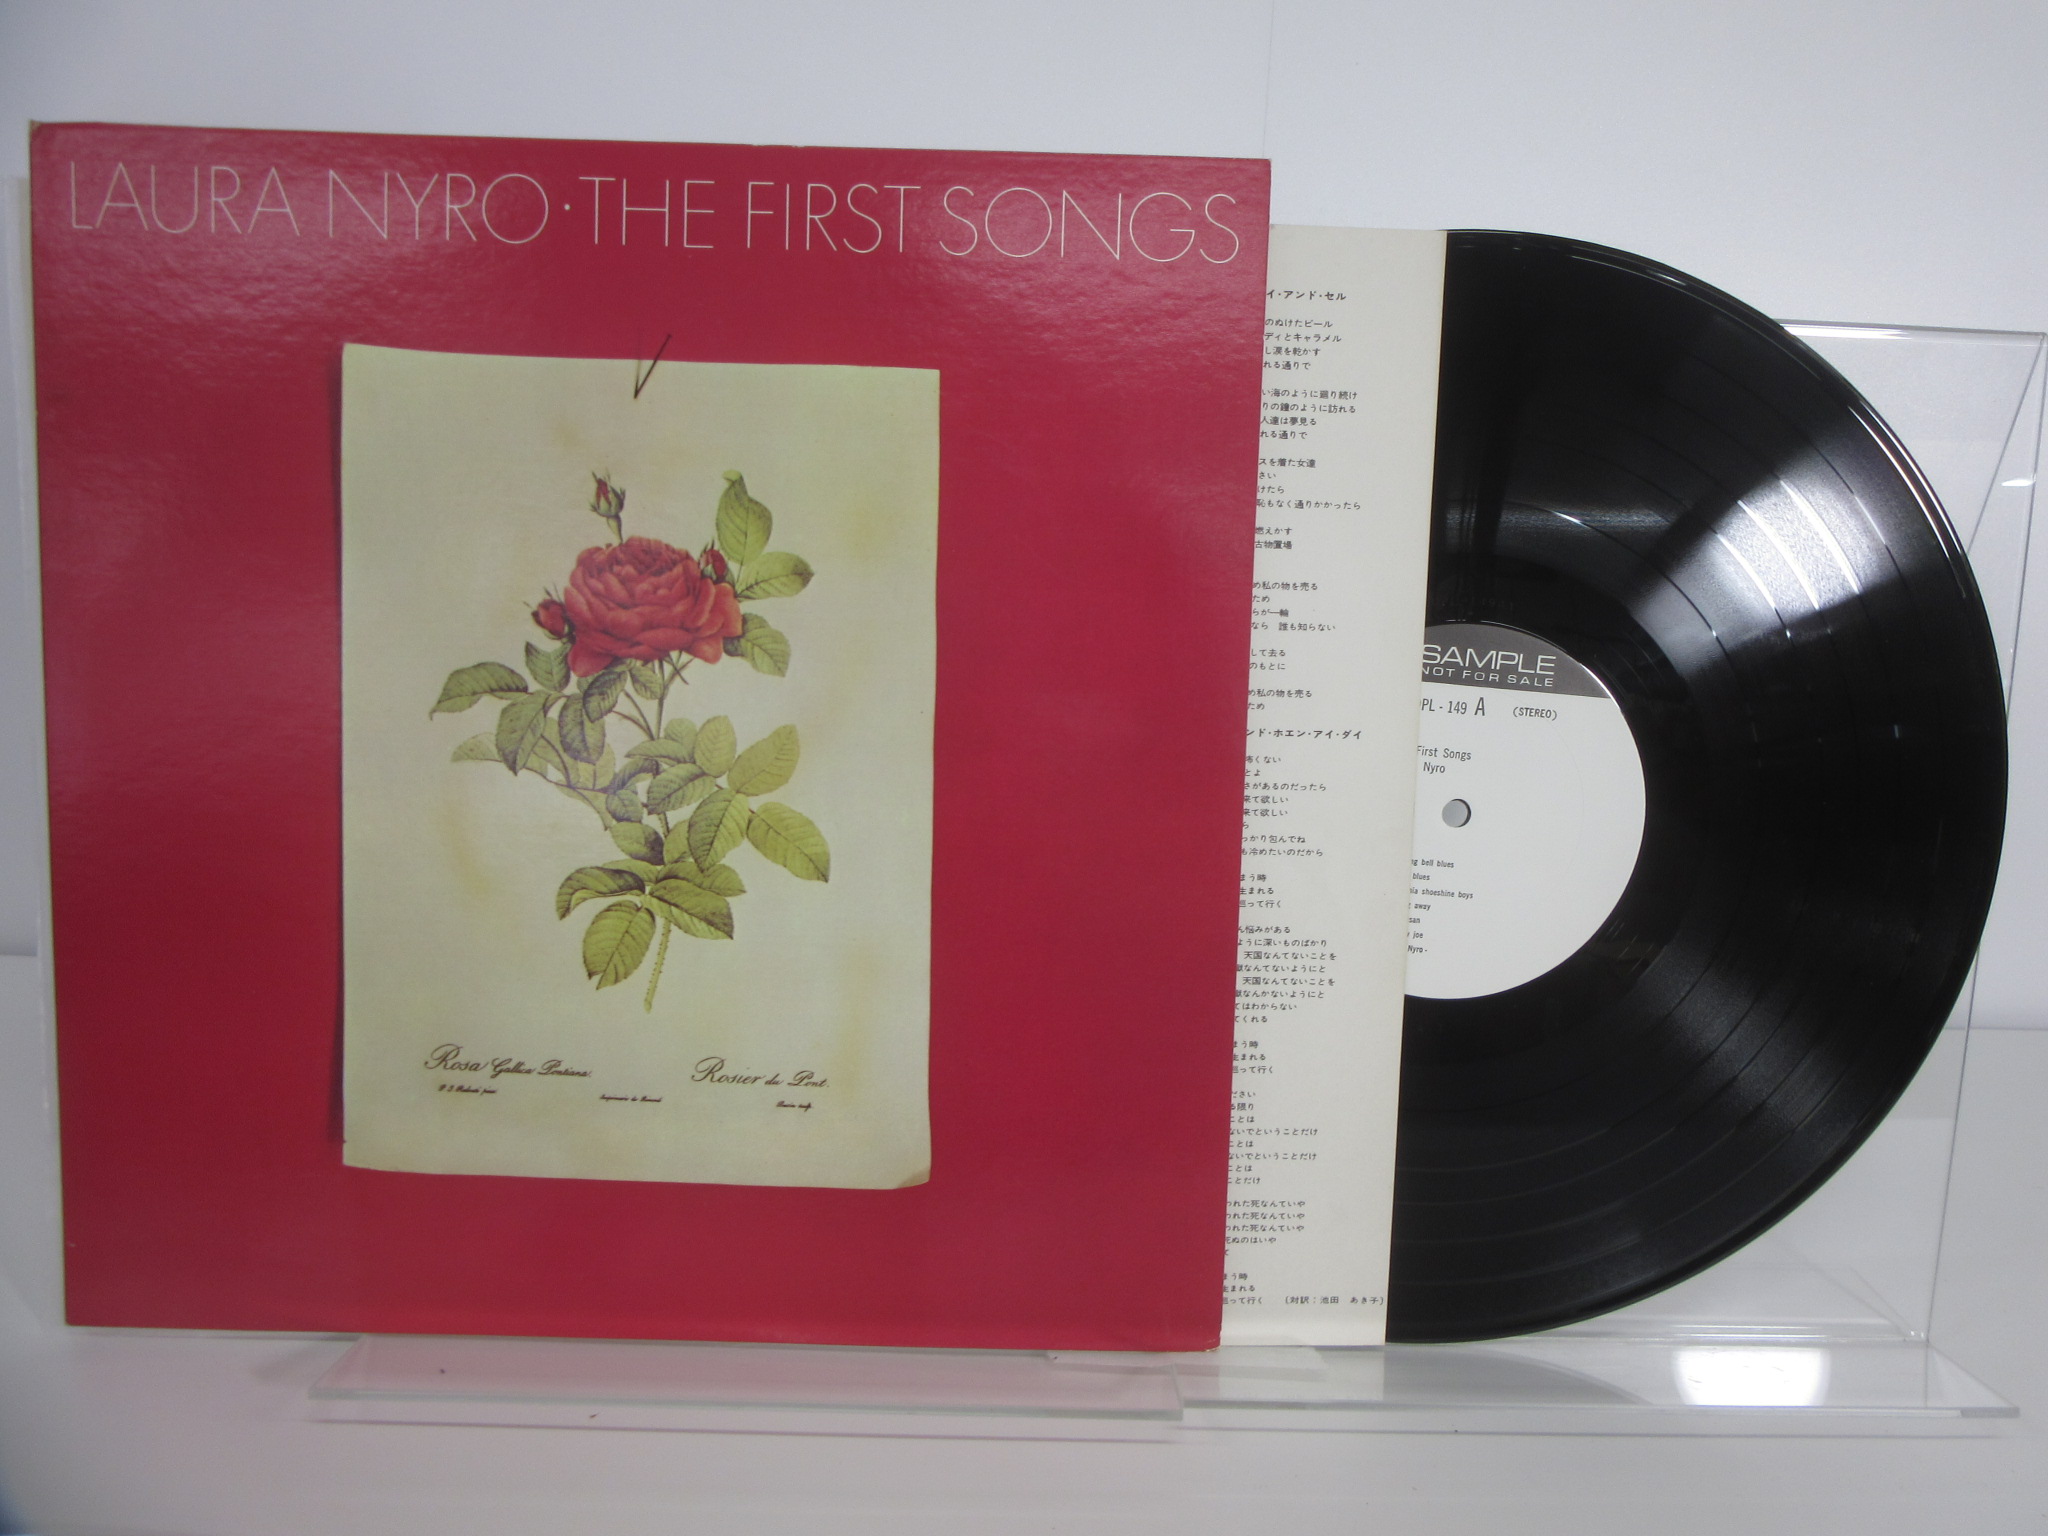 LAURA NYRO·THE FIRST SONGS
Rosa Gallica Pontiana.
Rosier du Pont.
イ・アンド・セル
のぬけたビール
ディとキャラメル
し涙を乾かす
れる通りで
い海のように廻り続け
りの鐘のように訪れる
人達は夢見る
れる通りで
スを着た女達
さい
けたら
恥もなく通りかかったら
燃えかす
古物置場
め私の物を売る
ため
らが一輪
なら 誰も知らない
して去る
のもとに
め私の物を売る
ため
ンド・ホエン・アイ・ダイ
怖くない
とよ
さがあるのだったら
来て欲しい
来て欲しい
ら
っかり包んでね
も冷めたいのだから
まう時
生まれる
巡って行く
ん悩みがある
ように深いものばかり
天国なんてないことを
獄なんてないようにと
天国なんてないことを
獄なんかないようにと
てはわからない
てくれる
まう時
生まれる
巡って行く
ださい
る限り
ことは
ないでということだけ
ことは
ないでということだけ
ことは
ことだけ
われた死なんていや
われた死なんていや
われた死なんていや
死ぬのはいや
て
まう時
生まれる
巡って行く (対訳：池田 あき子)
SAMPLE
NOT FOR SALE
PL - 149 A (STEREO)
First Songs
Nyro
ng bell blues
blues
nia shoeshine boys
away
san
joe
Nyro-